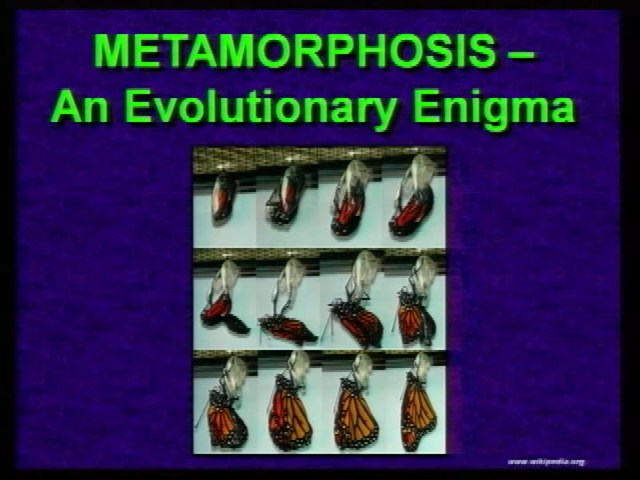 METAMORPHOSIS –
An Evolutionary Enigma
www.wikipedia.org